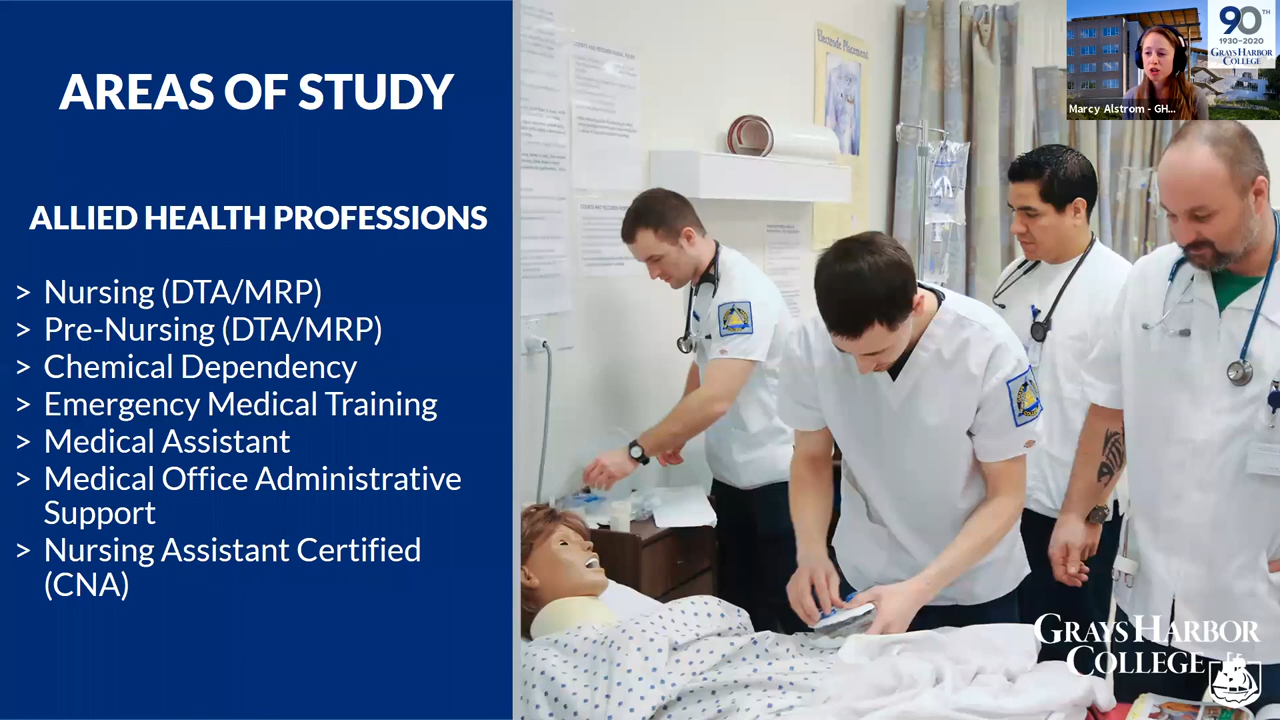 AREAS OF STUDY
ALLIED HEALTH PROFESSIONS
> Nursing (DTA/MRP)
> Pre-Nursing (DTA/MRP)
> Chemical Dependency
> Emergency Medical Training
> Medical Assistant
> Medical Office Administrative
Support
> Nursing Assistant Certified
(CNA)
Electrode Placement
90TH
1930-2020
GRAYS HARBOR
COLLEGE
Marcy Alstrom - GH...
GRAYS HARBOR
COLLEGE